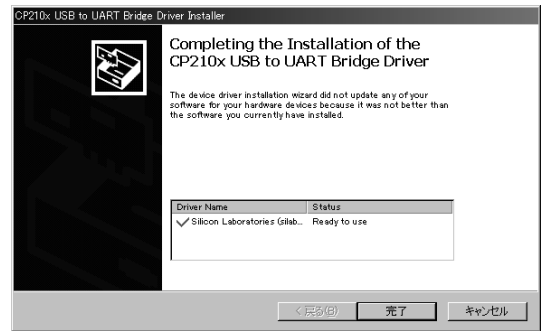 CP210x USB to UART Bridge Driver Installer
Completing the Installation of the
CP210x USB to UART Bridge Driver
The device driver installation wizard did not update any of your
software for your hardware devices because it was not better than
the software you currently have installed.
Driver Name Status
Silicon Laboratories (silab... Ready to use
< 戻る(B) 完了 キャンセル